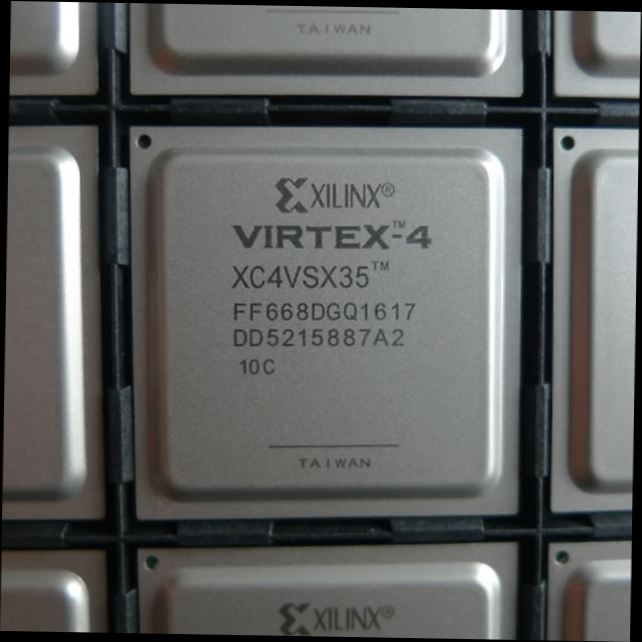 TAIWAN
XILINX®
VIRTEX™-4
XC4VSX35™
FF668DGQ1617
DD5215887A2
10C
TAIWAN
XILINX®